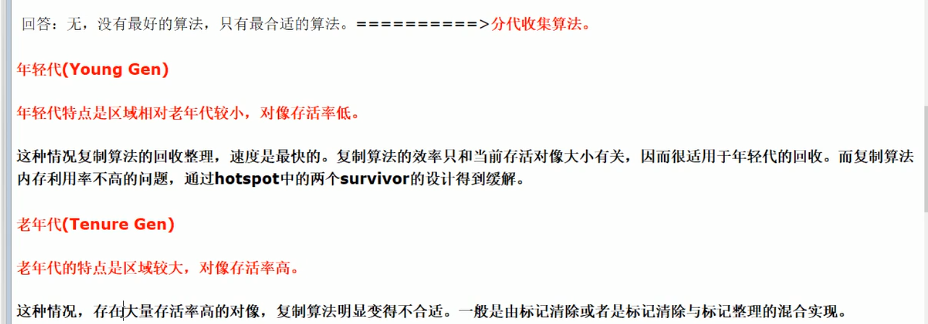 回答：无，没有最好的算法，只有最合适的算法。==========>分代收集算法。
年轻代(Young Gen)
年轻代特点是区域相对老年代较小，对像存活率低。
这种情况复制算法的回收整理，速度是最快的。复制算法的效率只和当前存活对像大小有关，因而很适用于年轻代的回收。而复制算法
内存利用率不高的问题，通过hotspot中的两个survivor的设计得到缓解。
老年代(Tenure Gen)
老年代的特点是区域较大，对像存活率高。
这种情况，存在大量存活率高的对像，复制算法明显变得不合适。一般是由标记清除或者是标记清除与标记整理的混合实现。